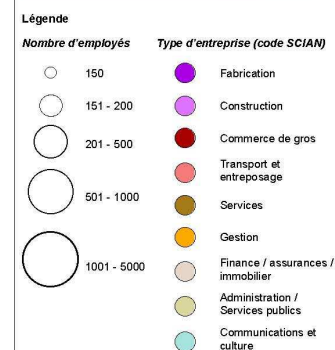 Légende
Nombre d'employés
Type d'entreprise (code SCIAN)
150
151 - 200
201 - 500
501 - 1000
1001 - 5000
Fabrication
Construction
Commerce de gros
Transport et
entreposage
Services
Gestion
Finance / assurances /
immobilier
Administration /
Services publics
Communications et
culture